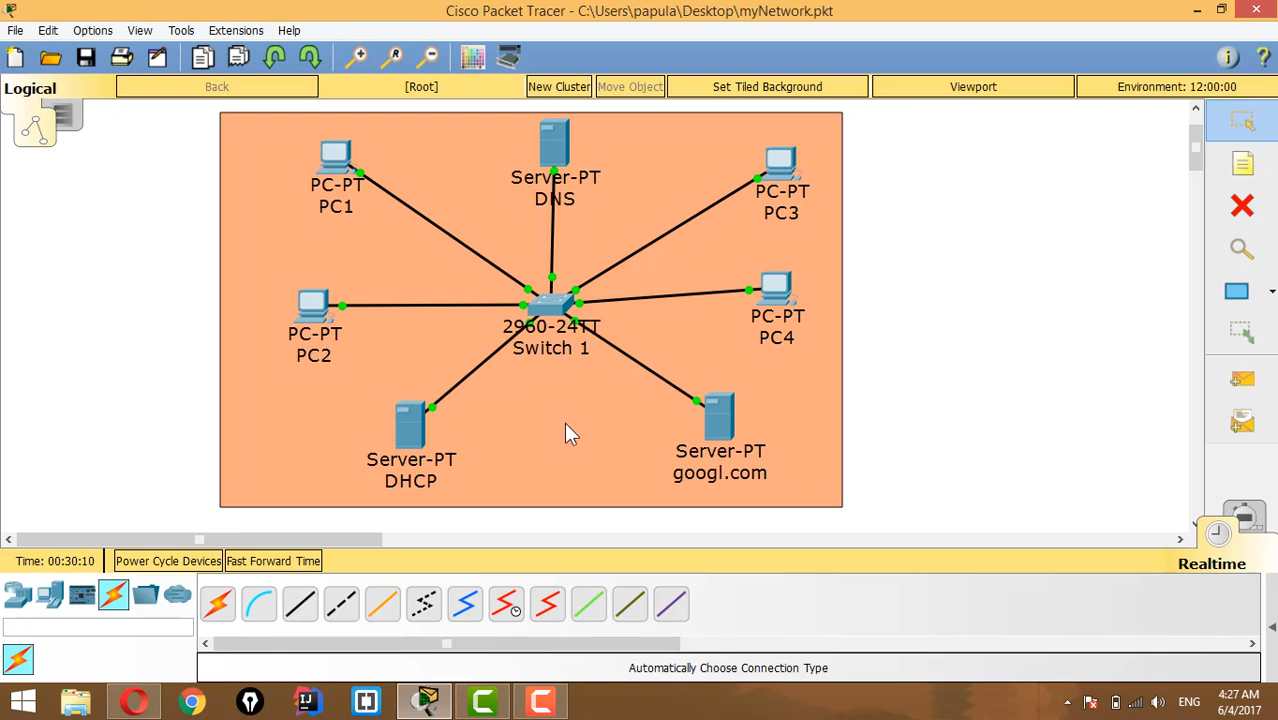 Cisco Packet Tracer - C:\Users\papula\Desktop\myNetwork.pkt
File Edit Options View Tools Extensions Help
Logical Back [Root] New Cluster Move Object Set Tiled Background Viewport Environment: 12:00:00
PC-PT
PC1
Server-PT
DNS
PC-PT
PC3
PC-PT
PC2
2960-24TT
Switch 1
PC-PT
PC4
Server-PT
DHCP
Server-PT
googl.com
Time: 00:30:10 Power Cycle Devices Fast Forward Time Realtime
Automatically Choose Connection Type
ENG
4:27 AM
6/4/2017